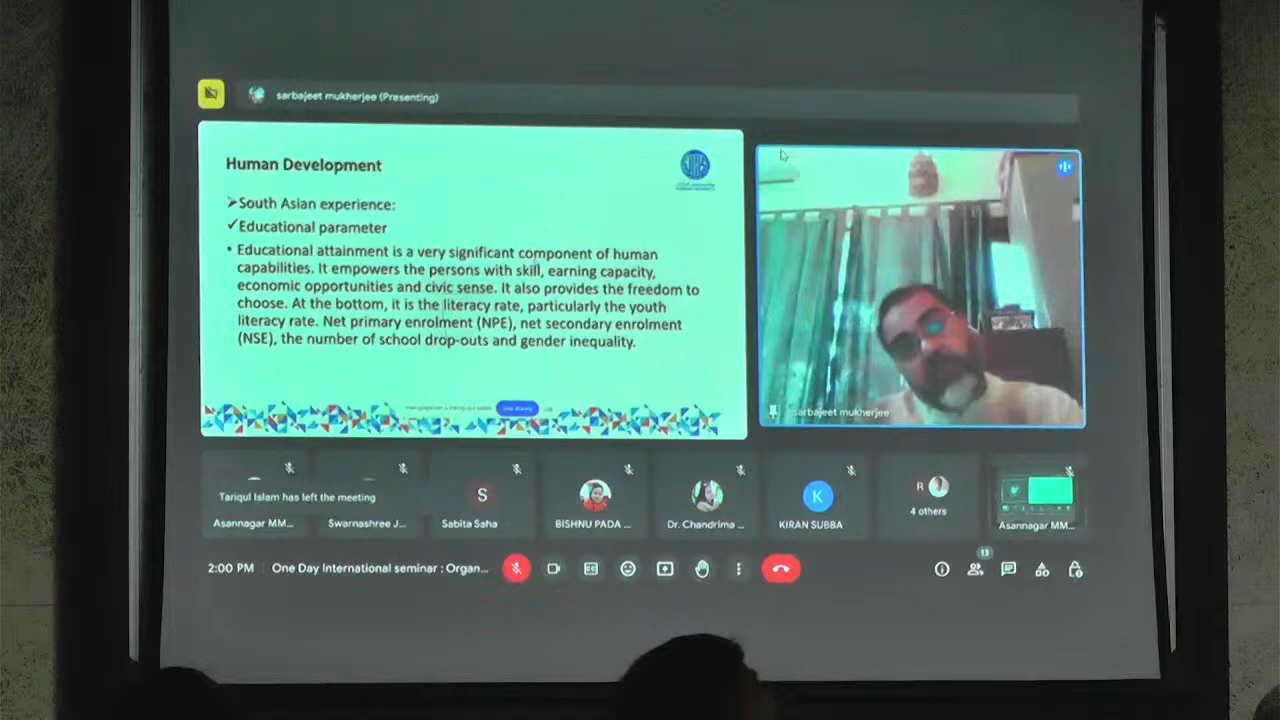 sarbajeet mukherjee (Presenting)
Human Development
➢South Asian experience:
✓Educational parameter
• Educational attainment is a very significant component of human
capabilities. It empowers the persons with skill, earning capacity,
economic opportunities and civic sense. It also provides the freedom to
choose. At the bottom, it is the literacy rate, particularly the youth
literacy rate. Net primary enrolment (NPE), net secondary enrolment
(NSE), the number of school drop-outs and gender inequality.
sarbajeet mukherjee
Tariqul Islam has left the meeting
S
K
R
4 others
Asannagar MM...
Swarnashree J...
Sabita Saha
BISHNU PADA ...
Dr. Chandrima ...
KIRAN SUBBA
Asannagar MM...
2:00 PM | One Day International seminar : Organ...
CC
13